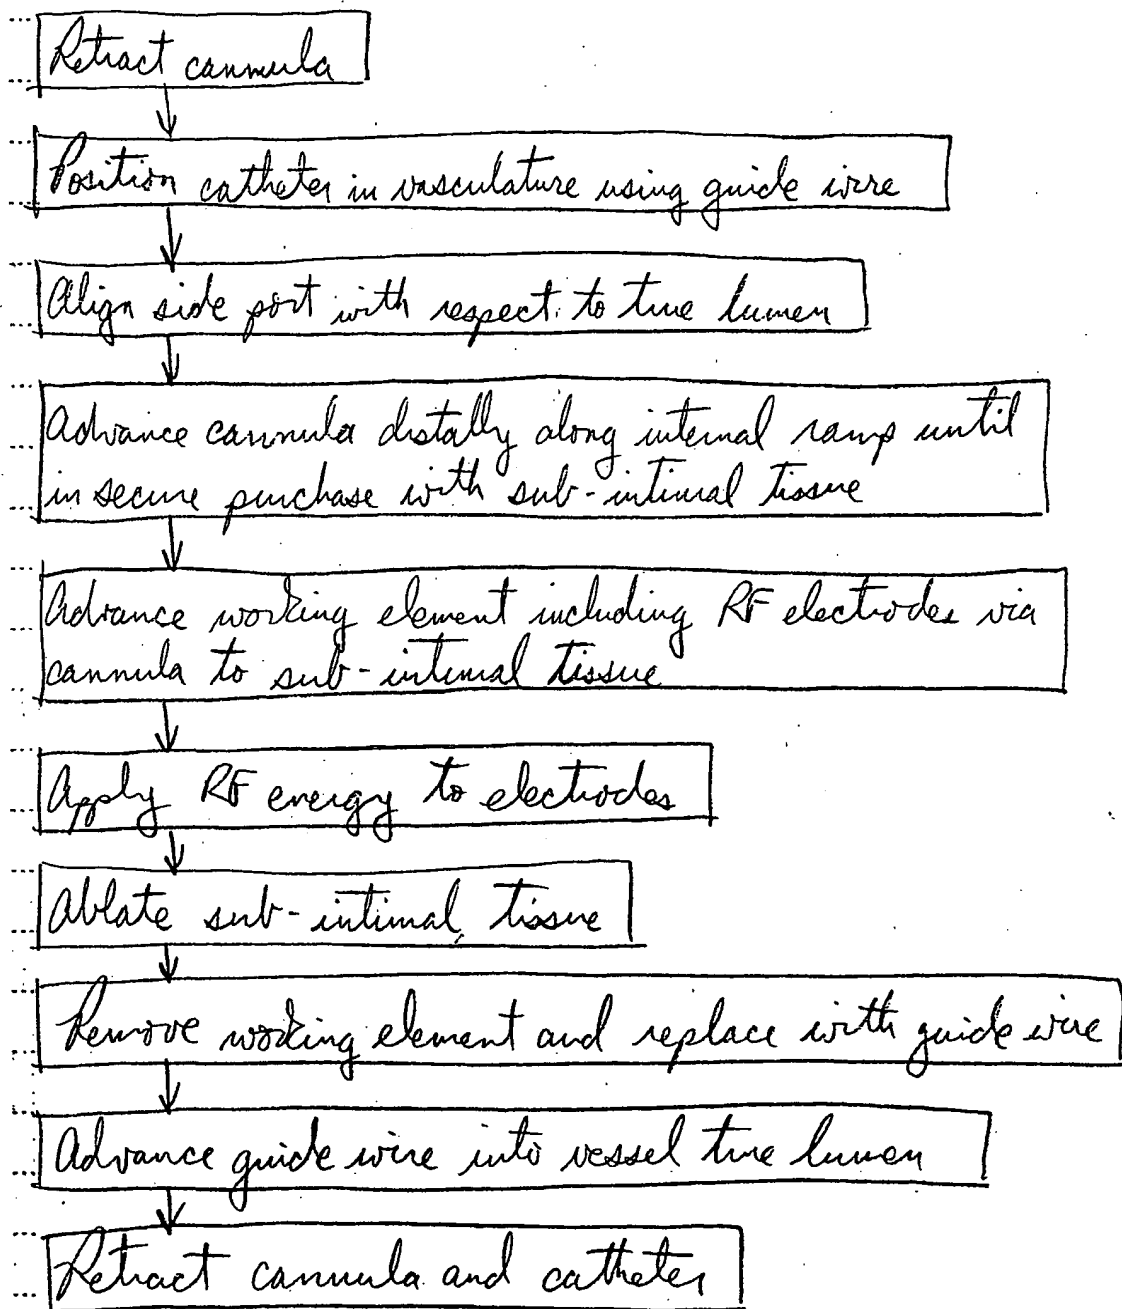 Retract cannula
Position catheter in vasculature using guide wire
Align side port with respect to true lumen
Advance cannula distally along internal ramp until
in secure purchase with sub-intimal tissue
Advance working element including RF electrodes via
cannula to sub-intimal tissue
Apply RF energy to electrodes
Ablate sub-intimal tissue
Remove working element and replace with guide wire
Advance guide wire into vessel true lumen
Retract cannula and catheter